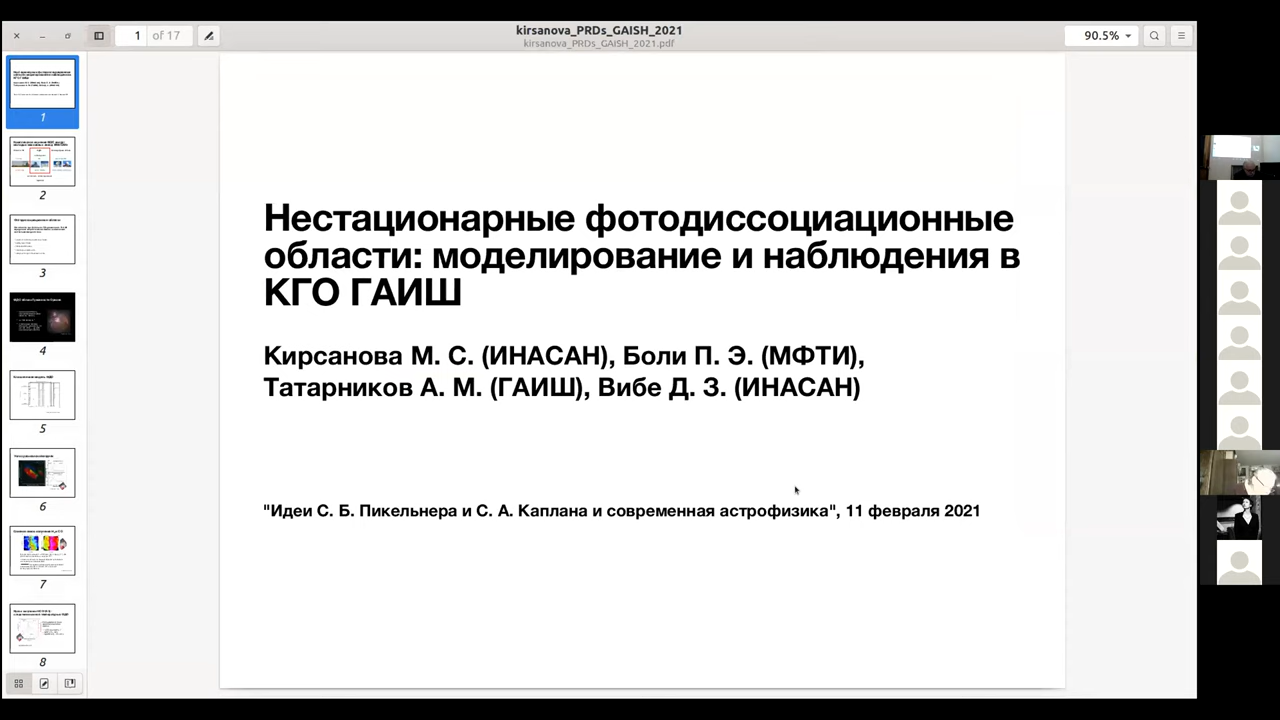 kirsanova_PRDs_GAISH_2021
kirsanova_PRDs_GAISH_2021.pdf
1 of 17
90.5%
Нестационарные фотодиссоциационные
области: моделирование и наблюдения в
КГО ГАИШ
Кирсанова М. С. (ИНАСАН), Боли П. Э. (МФТИ),
Татарников А. М. (ГАИШ), Вибе Д. З. (ИНАСАН)
"Идеи С. Б. Пикельнера и С. А. Каплана и современная астрофизика", 11 февраля 2021
1
2
3
4
5
6
7
8